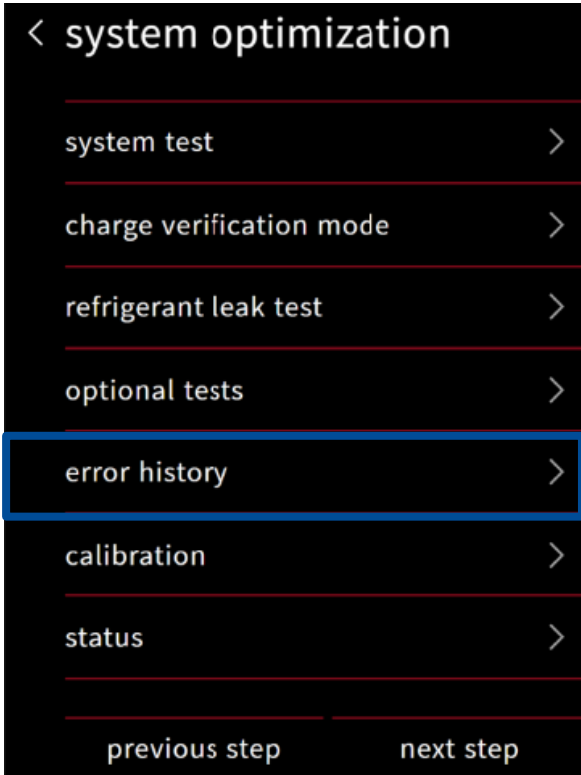 system optimization
system test
charge verification mode
refrigerant leak test
optional tests
error history
calibration
status
previous step
next step